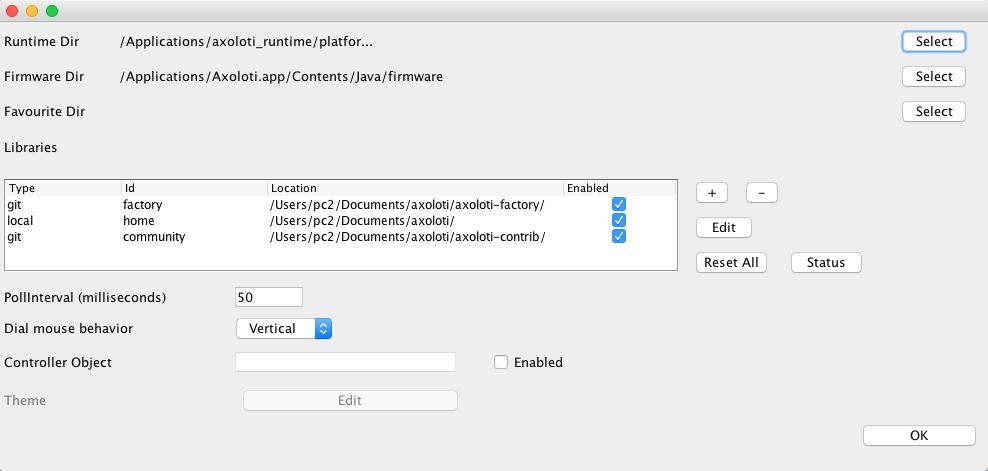 Runtime Dir /Applications/axoloti_runtime/platfor... Select
Firmware Dir /Applications/Axoloti.app/Contents/Java/firmware Select
Favourite Dir Select
Libraries
Type Id Location Enabled
git factory /Users/pc2/Documents/axoloti/axoloti-factory/
local home /Users/pc2/Documents/axoloti/
git community /Users/pc2/Documents/axoloti/axoloti-contrib/
+ -
Edit
Reset All Status
PollInterval (milliseconds) 50
Dial mouse behavior Vertical
Controller Object Enabled
Theme Edit
OK